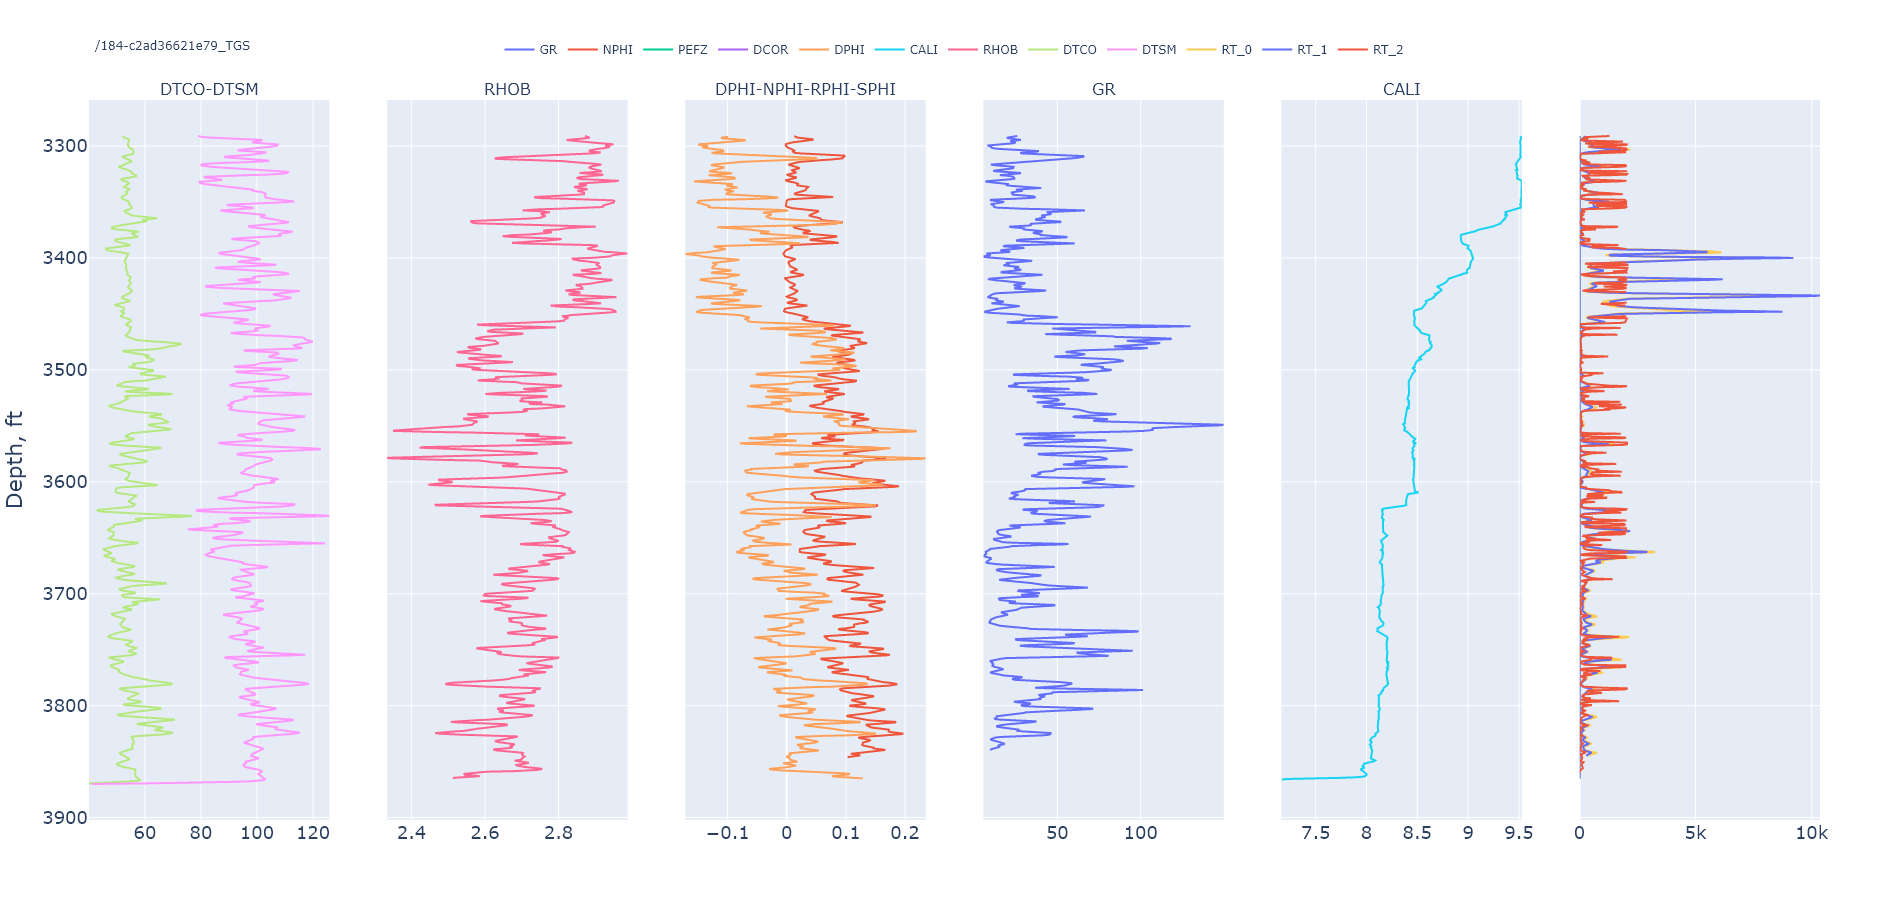 /184-c2ad36621e79_TGS
GR NPHI PEFZ DCOR DPHI CALI RHOB DTCO DTSM RT_0 RT_1 RT_2
DTCO-DTSM RHOB DPHI-NPHI-RPHI-SPHI GR CALI
Depth, ft
3300
3400
3500
3600
3700
3800
3900
60 80 100 120 2.4 2.6 2.8 −0.1 0 0.1 0.2 50 100 7.5 8 8.5 9 9.5 0 5k 10k